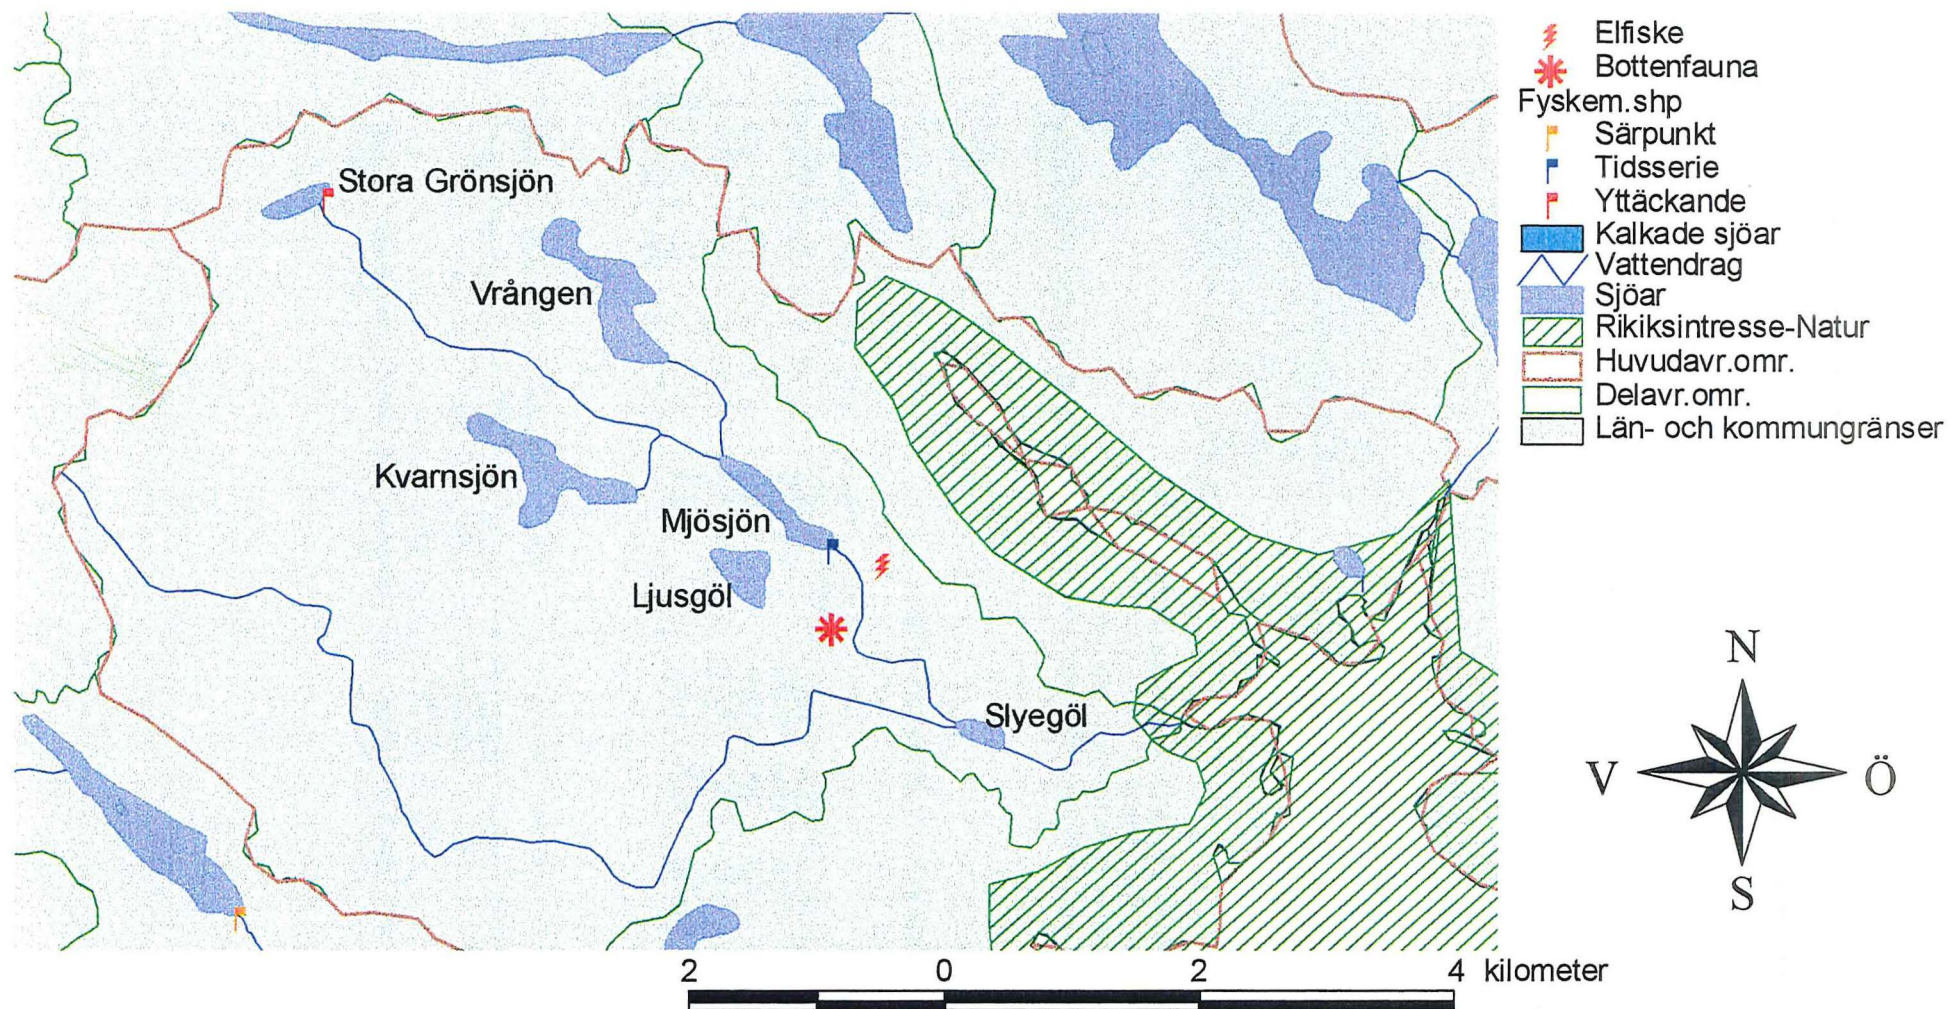 Stora Grönsjön
Vrången
Kvarnsjön
Mjösjön
Ljusgöl
Slyegöl
Elfiske
Bottenfauna
Fyskem.shp
Särpunkt
Tidsserie
Yttäckande
Kalkade sjöar
Vattendrag
Sjöar
Rikiksintresse-Natur
Huvudavr.omr.
Delavr.omr.
Län- och kommungränser
N
V
Ö
S
2 0 2 4 kilometer